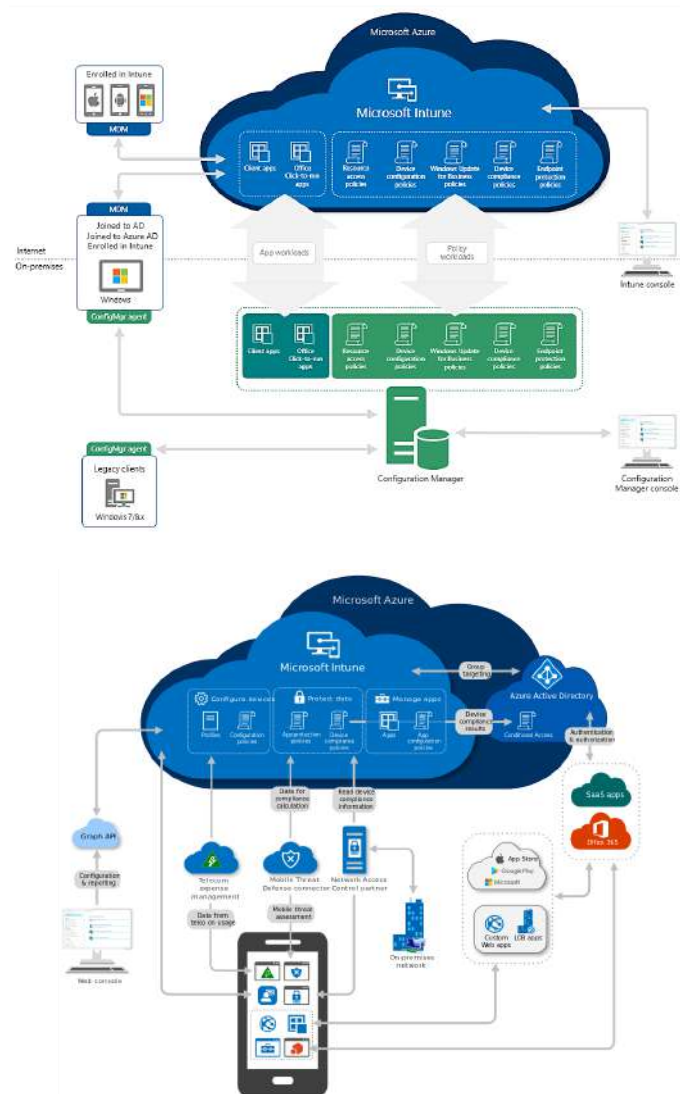 Microsoft Azure
Enrolled in Intune
MDM
Microsoft Intune
Client apps
Office
Click-to-run
apps
Resource
access
policies
Device
configuration
policies
Windows Update
for Business
policies
Device
compliance
policies
Endpoint
protection
policies
MDM
Joined to AD
Joined to Azure AD
Enrolled in Intune
Windows
ConfigMgr agent
Internet
On-premises
App workloads
Policy
workloads
Intune console
Client apps
Office
Click-to-run
apps
Resource
access
policies
Device
configuration
policies
Windows Update
for Business
policies
Device
compliance
policies
Endpoint
protection
policies
ConfigMgr agent
Legacy clients
Windows 7/8.x
Configuration Manager
Configuration
Manager console
Microsoft Azure
Microsoft Intune
Group
targeting
Azure Active Directory
Configure devices
Protect data
Manage apps
Profiles
Configuration
policies
App protection
policies
Device
compliance
policies
Apps
App
configuration
policies
Device
compliance
results
Conditional Access
Authentication
& authorization
SaaS apps
Office 365
Data for
compliance
calculation
Read device
compliance
information
Graph API
Configuration
& reporting
Web console
Telecom
expense
management
Data from
telco on usage
Mobile Threat
Defense connector
Mobile threat
assessment
Network Access
Control partner
On-premises
network
App Store
Google Play
Microsoft
Custom
Web apps
LOB apps